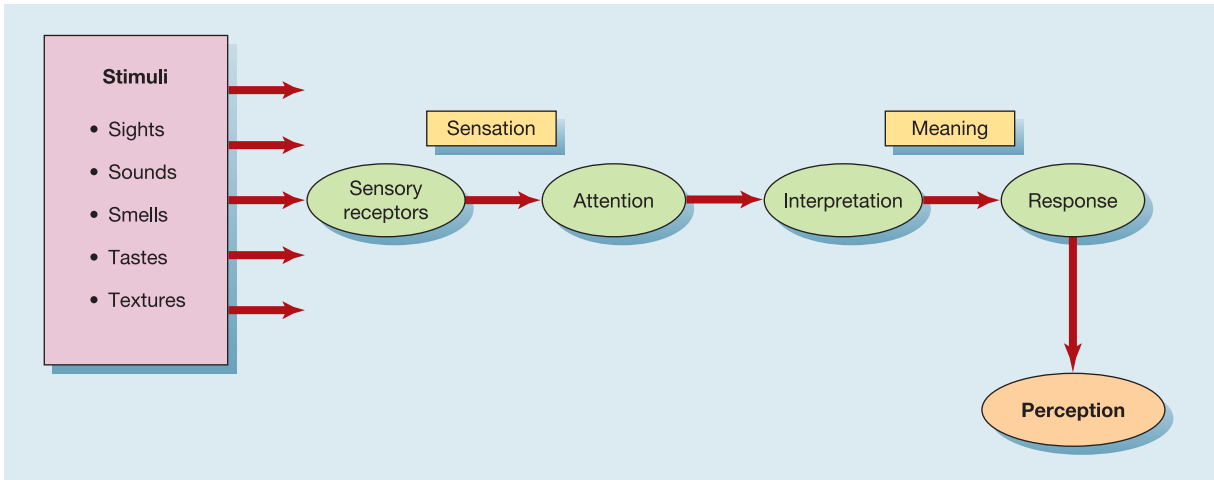 Stimuli
• Sights
• Sounds
• Smells
• Tastes
• Textures
Sensory
receptors
Sensation
Attention
Interpretation
Meaning
Response
Perception